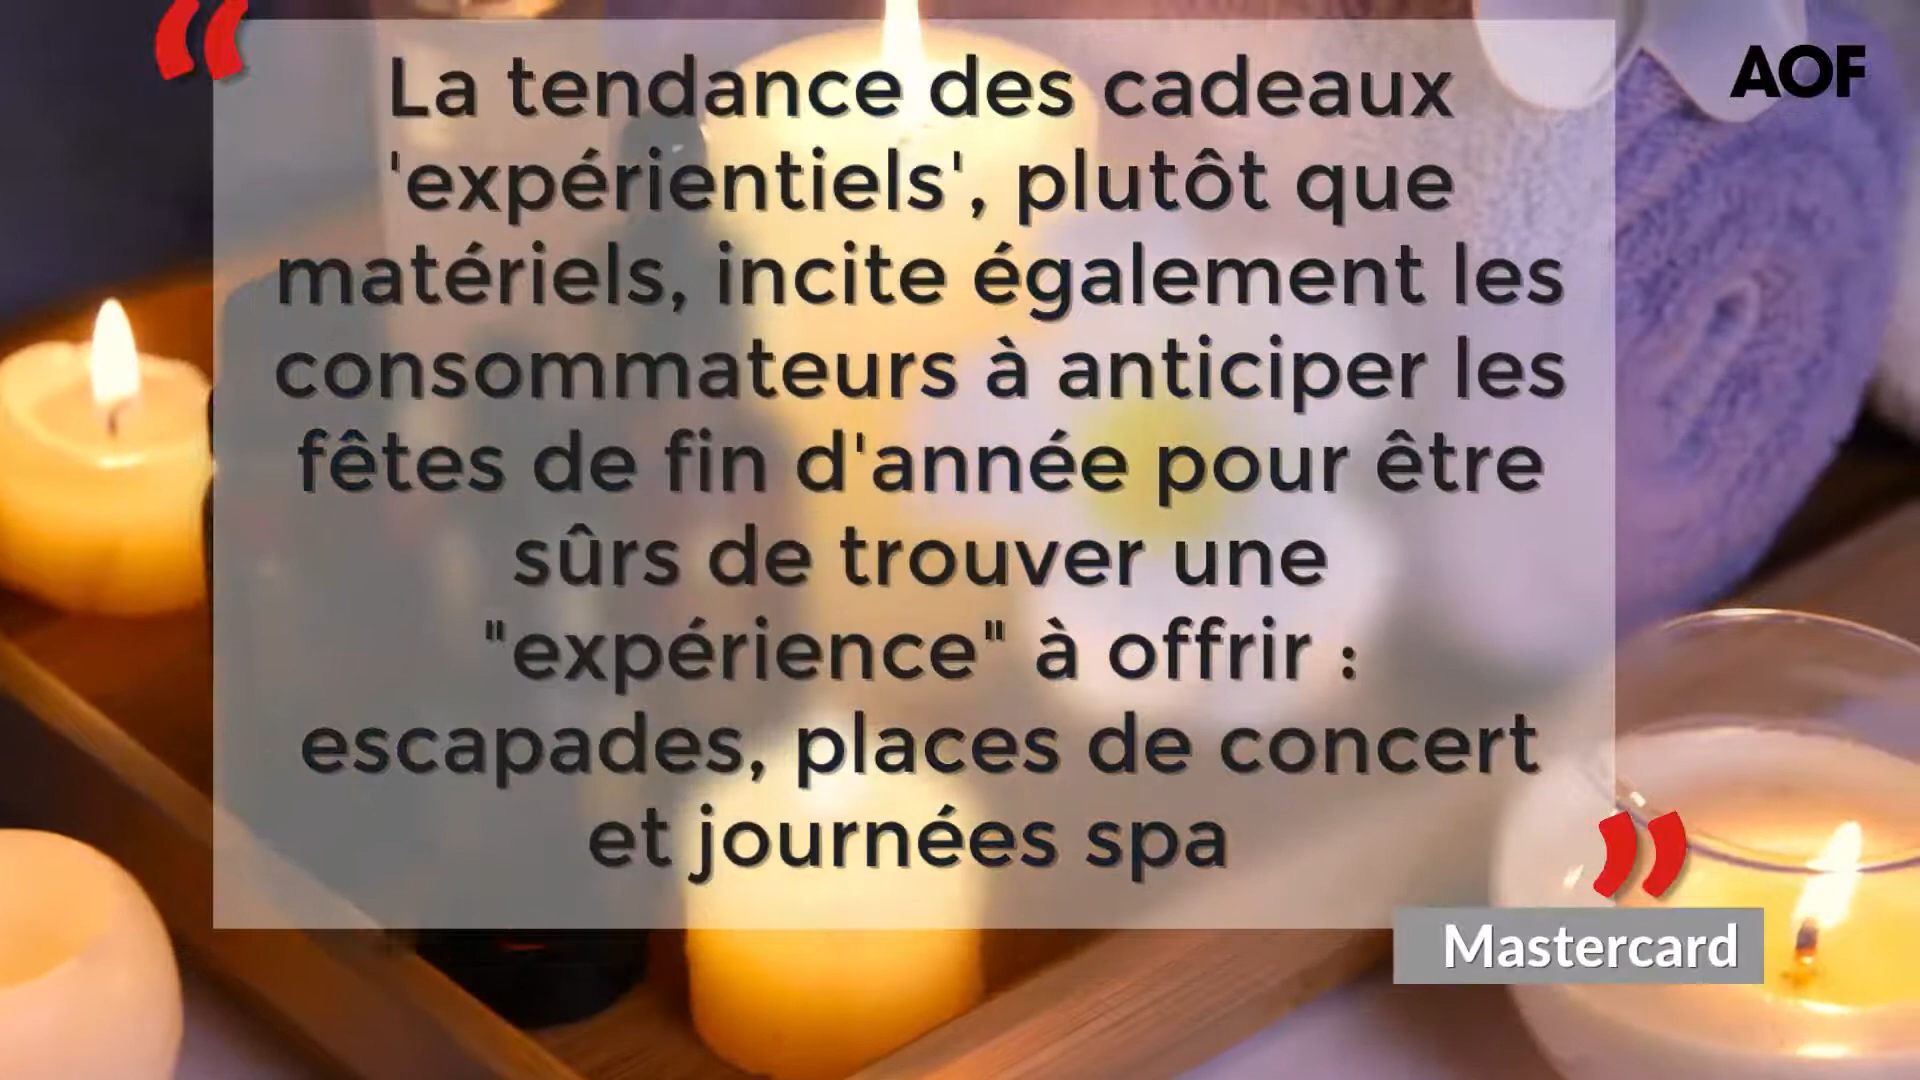 AOF
La tendance des cadeaux
'expérientiels', plutôt que
matériels, incite également les
consommateurs à anticiper les
fêtes de fin d'année pour être
sûrs de trouver une
"expérience" à offrir :
escapades, places de concert
et journées spa
Mastercard